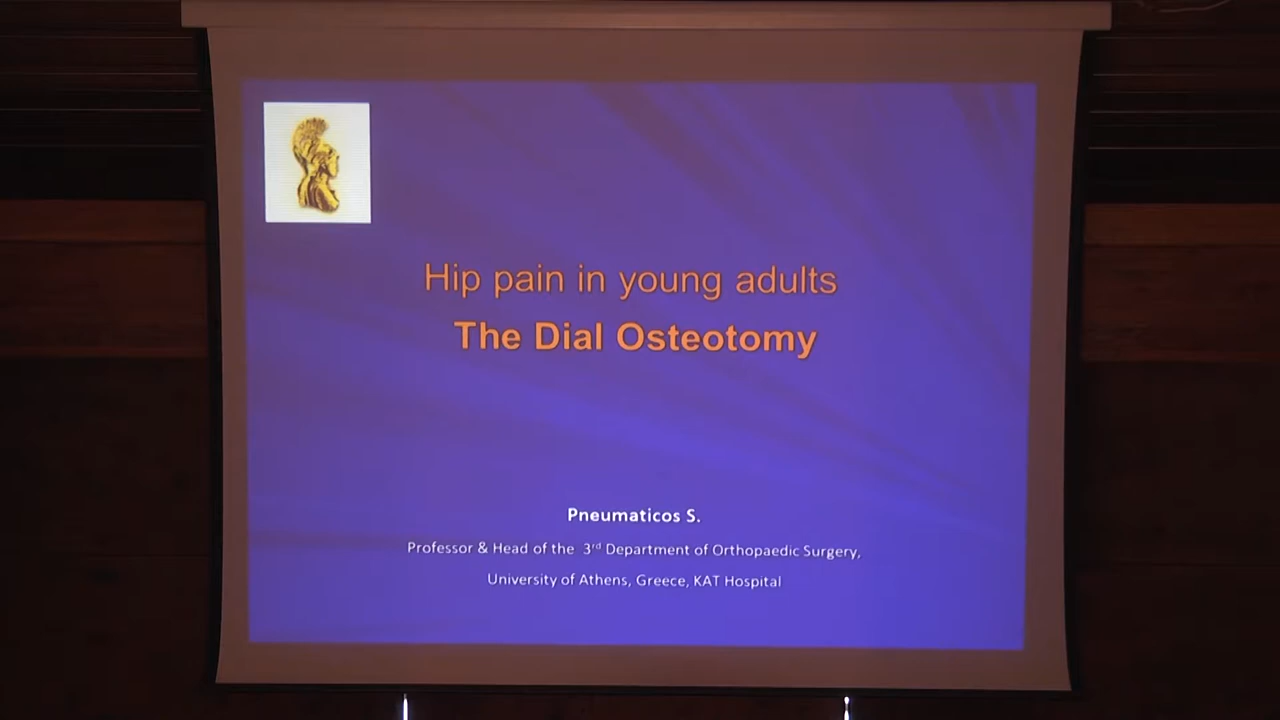 Hip pain in young adults
The Dial Osteotomy
Pneumaticos S.
Professor & Head of the 3rd Department of Orthopaedic Surgery,
University of Athens, Greece, KAT Hospital